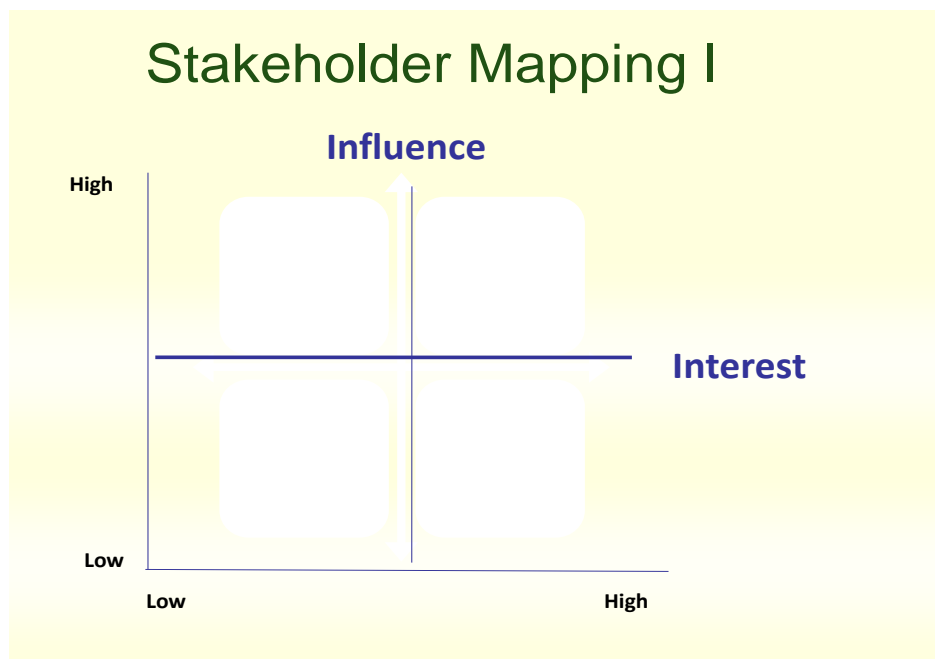 Stakeholder Mapping I
Influence
High
Interest
Low
Low
High